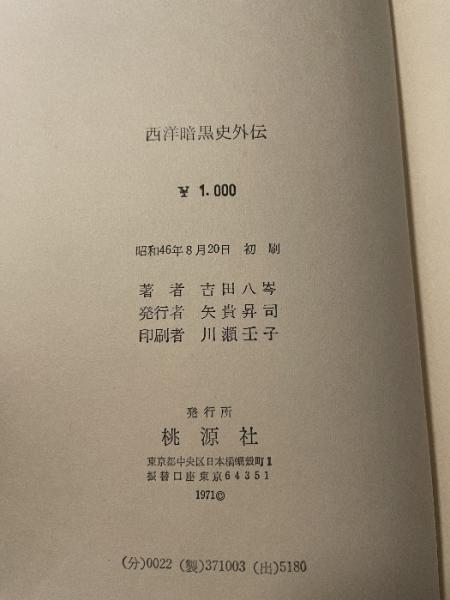 西洋暗黒史外伝
¥ 1.000
昭和46年8月20日 初刷
著者 吉田八岑
発行者 矢貴昇司
印刷者 川瀬壬子
発行所
桃源社
東京都中央区日本橋蠣殻町1
振替口座東京64351
1971©
(分)0022 (製)371003 (出)5180